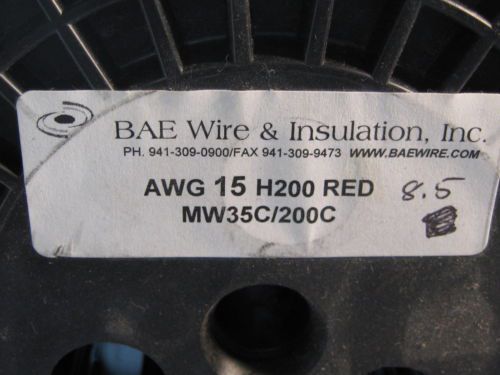 BAE Wire & Insulation, Inc.
PH. 941-309-0900/FAX 941-309-9473 WWW.BAEWIRE.COM
AWG 15 H200 RED 8.5
MW35C/200C